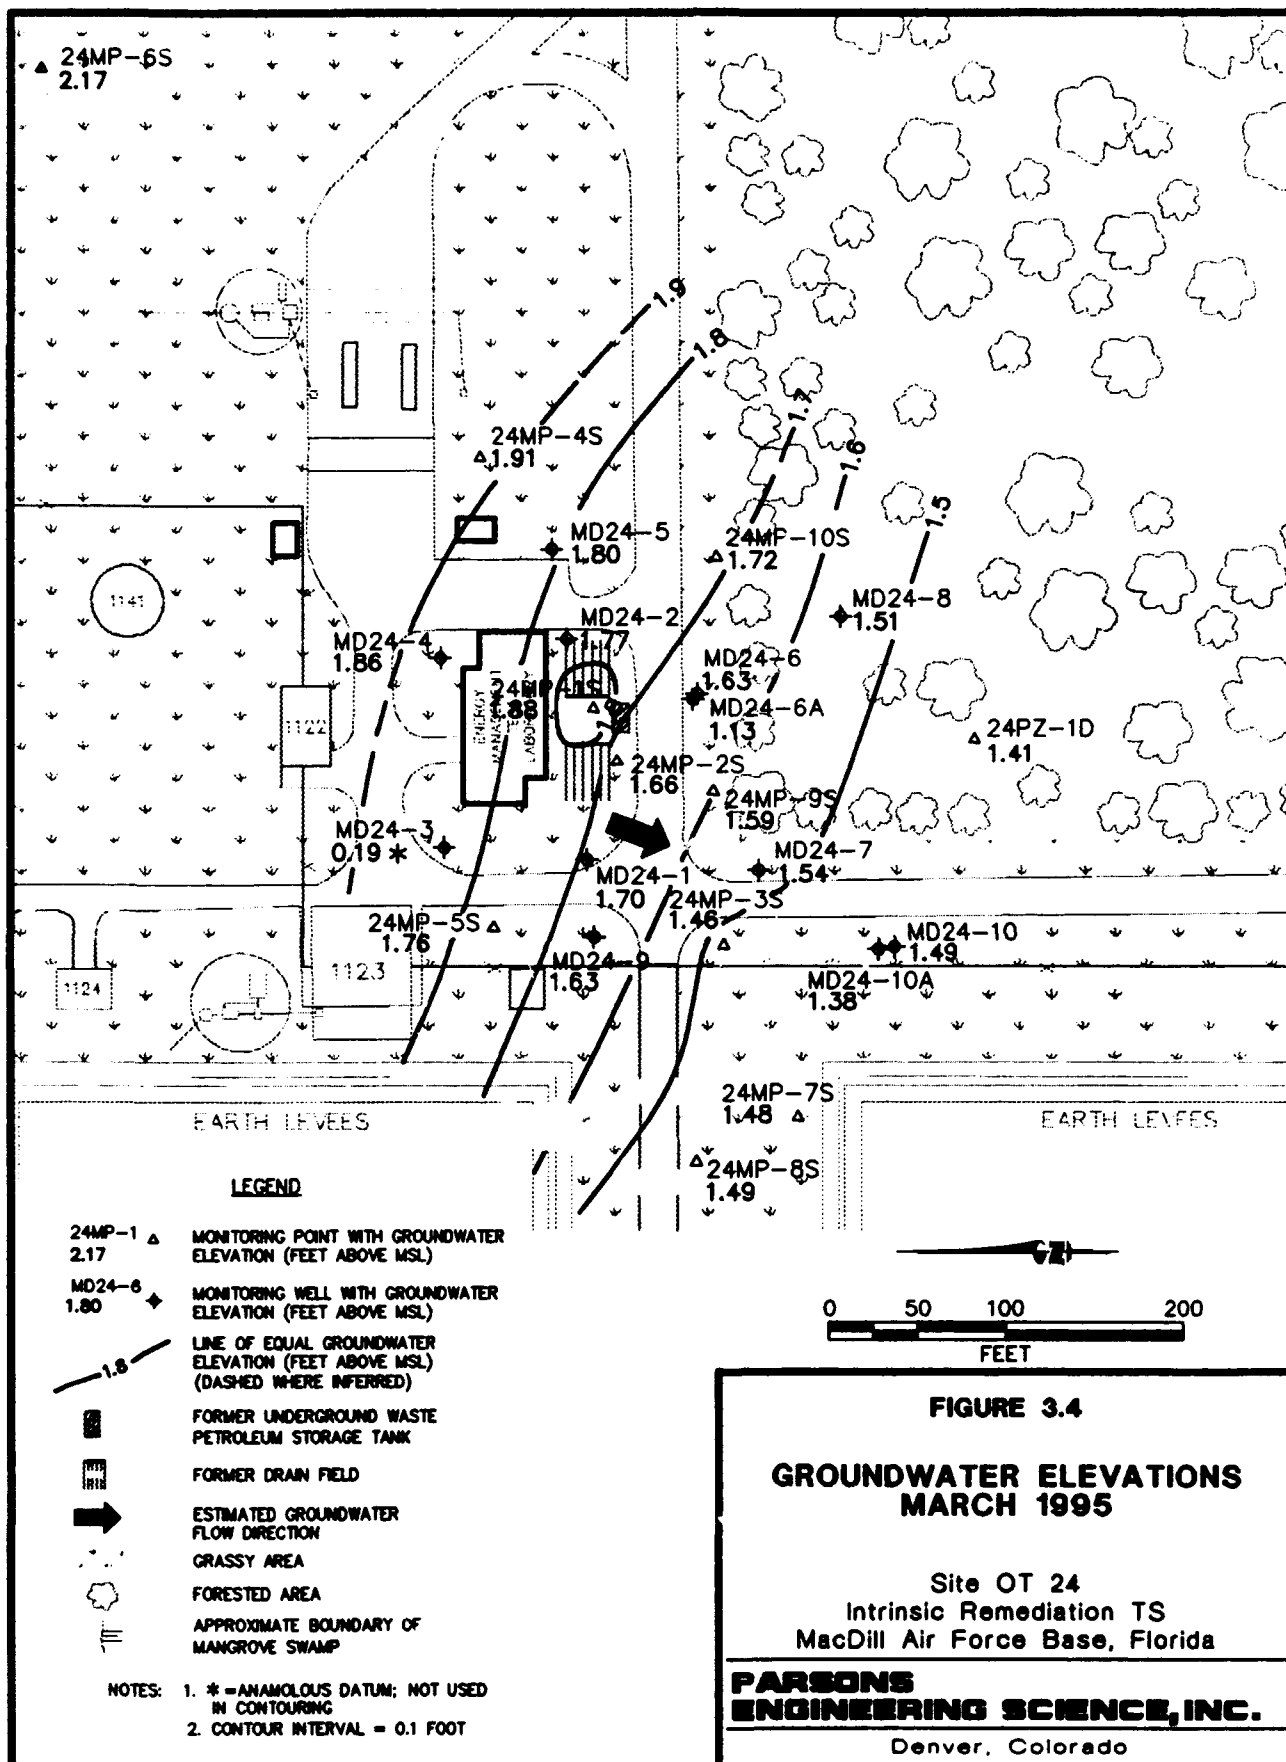 24MP-6S
2.17
1.9
1.8
1.7
1.6
1.5
24MP-4S
1.91
MD24-5
1.80
24MP-10S
1.72
1141
MD24-2
1.77
MD24-8
1.51
MD24-4
1.86
MD24-6
1.63
24MP-1S
ENERGY
MANAGEMENT
LABORATORY
MD24-6A
1.13
1122
24PZ-1D
1.41
24MP-2S
1.66
24MP-9S
1.59
MD24-3
0.19 *
MD24-7
1.54
MD24-1
1.70
24MP-3S
1.46
24MP-5S
1.76
MD24-10
1.49
MD24-9
1.63
1123
1124
MD24-10A
1.38
24MP-7S
1.48
EARTH LEVEES
EARTH LEVEES
24MP-8S
1.49
LEGEND
24MP-1
2.17
MONITORING POINT WITH GROUNDWATER
ELEVATION (FEET ABOVE MSL)
MD24-6
1.80
MONITORING WELL WITH GROUNDWATER
ELEVATION (FEET ABOVE MSL)
1.6
LINE OF EQUAL GROUNDWATER
ELEVATION (FEET ABOVE MSL)
(DASHED WHERE INFERRED)
FORMER UNDERGROUND WASTE
PETROLEUM STORAGE TANK
FORMER DRAIN FIELD
ESTIMATED GROUNDWATER
FLOW DIRECTION
GRASSY AREA
FORESTED AREA
APPROXIMATE BOUNDARY OF
MANGROVE SWAMP
NOTES: 1. * =ANAMOLOUS DATUM; NOT USED
IN CONTOURING
2. CONTOUR INTERVAL = 0.1 FOOT
N
0 50 100 200
FEET
FIGURE 3.4
GROUNDWATER ELEVATIONS
MARCH 1995
Site OT 24
Intrinsic Remediation TS
MacDill Air Force Base, Florida
PARSONS
ENGINEERING SCIENCE, INC.
Denver, Colorado